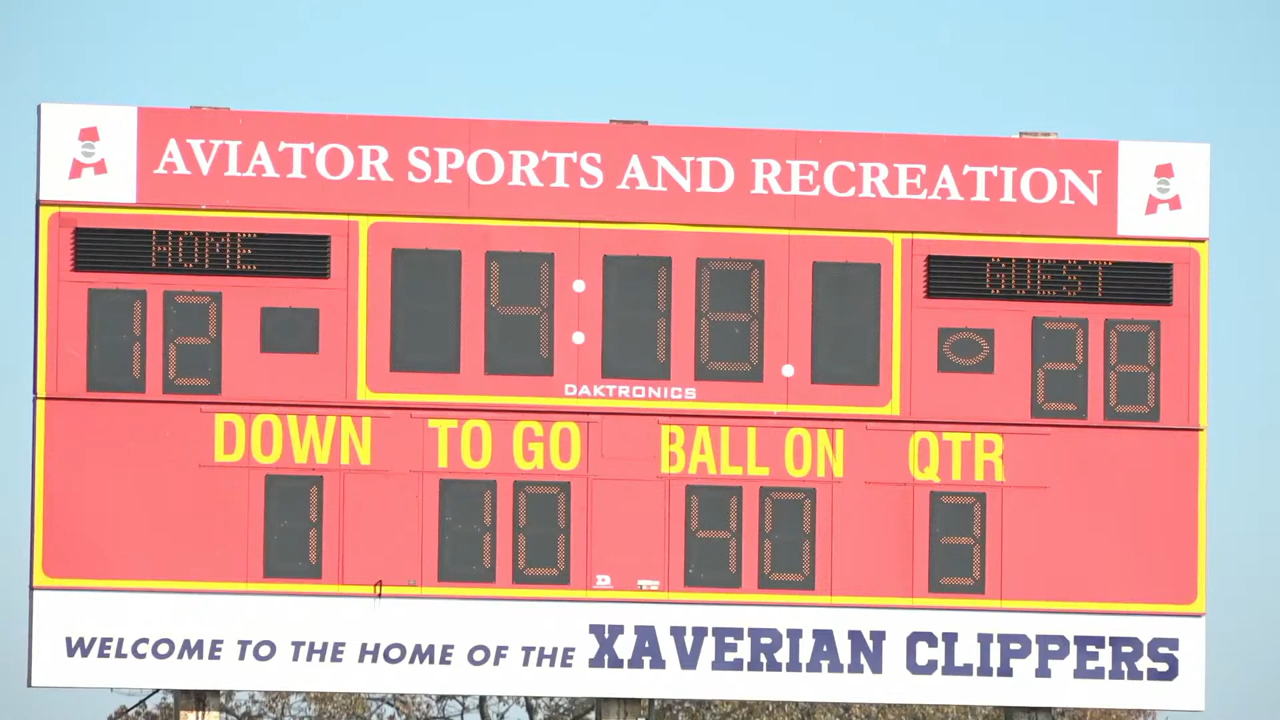 AVIATOR SPORTS AND RECREATION
HOME
GUEST
12
4:18
28
DAKTRONICS
DOWN TO GO BALL ON QTR
1 10 40 3
WELCOME TO THE HOME OF THE XAVERIAN CLIPPERS